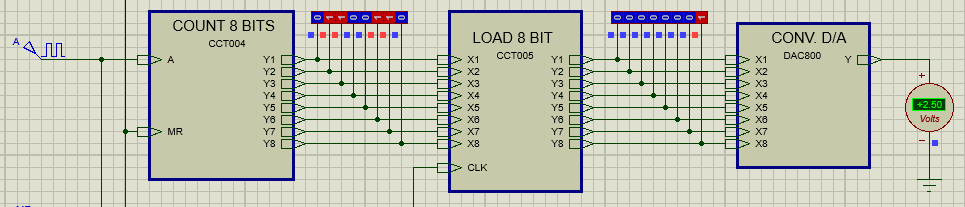 COUNT 8 BITS
CCT004
A
A
MR
Y1
Y2
Y3
Y4
Y5
Y6
Y7
Y8
0 1 1 0 0 1 1 0
LOAD 8 BIT
CCT005
X1
X2
X3
X4
X5
X6
X7
X8
CLK
Y1
Y2
Y3
Y4
Y5
Y6
Y7
Y8
0 0 0 0 0 0 0 1
CONV. D/A
DAC800
X1
X2
X3
X4
X5
X6
X7
X8
Y
+
+2.50
Volts
-